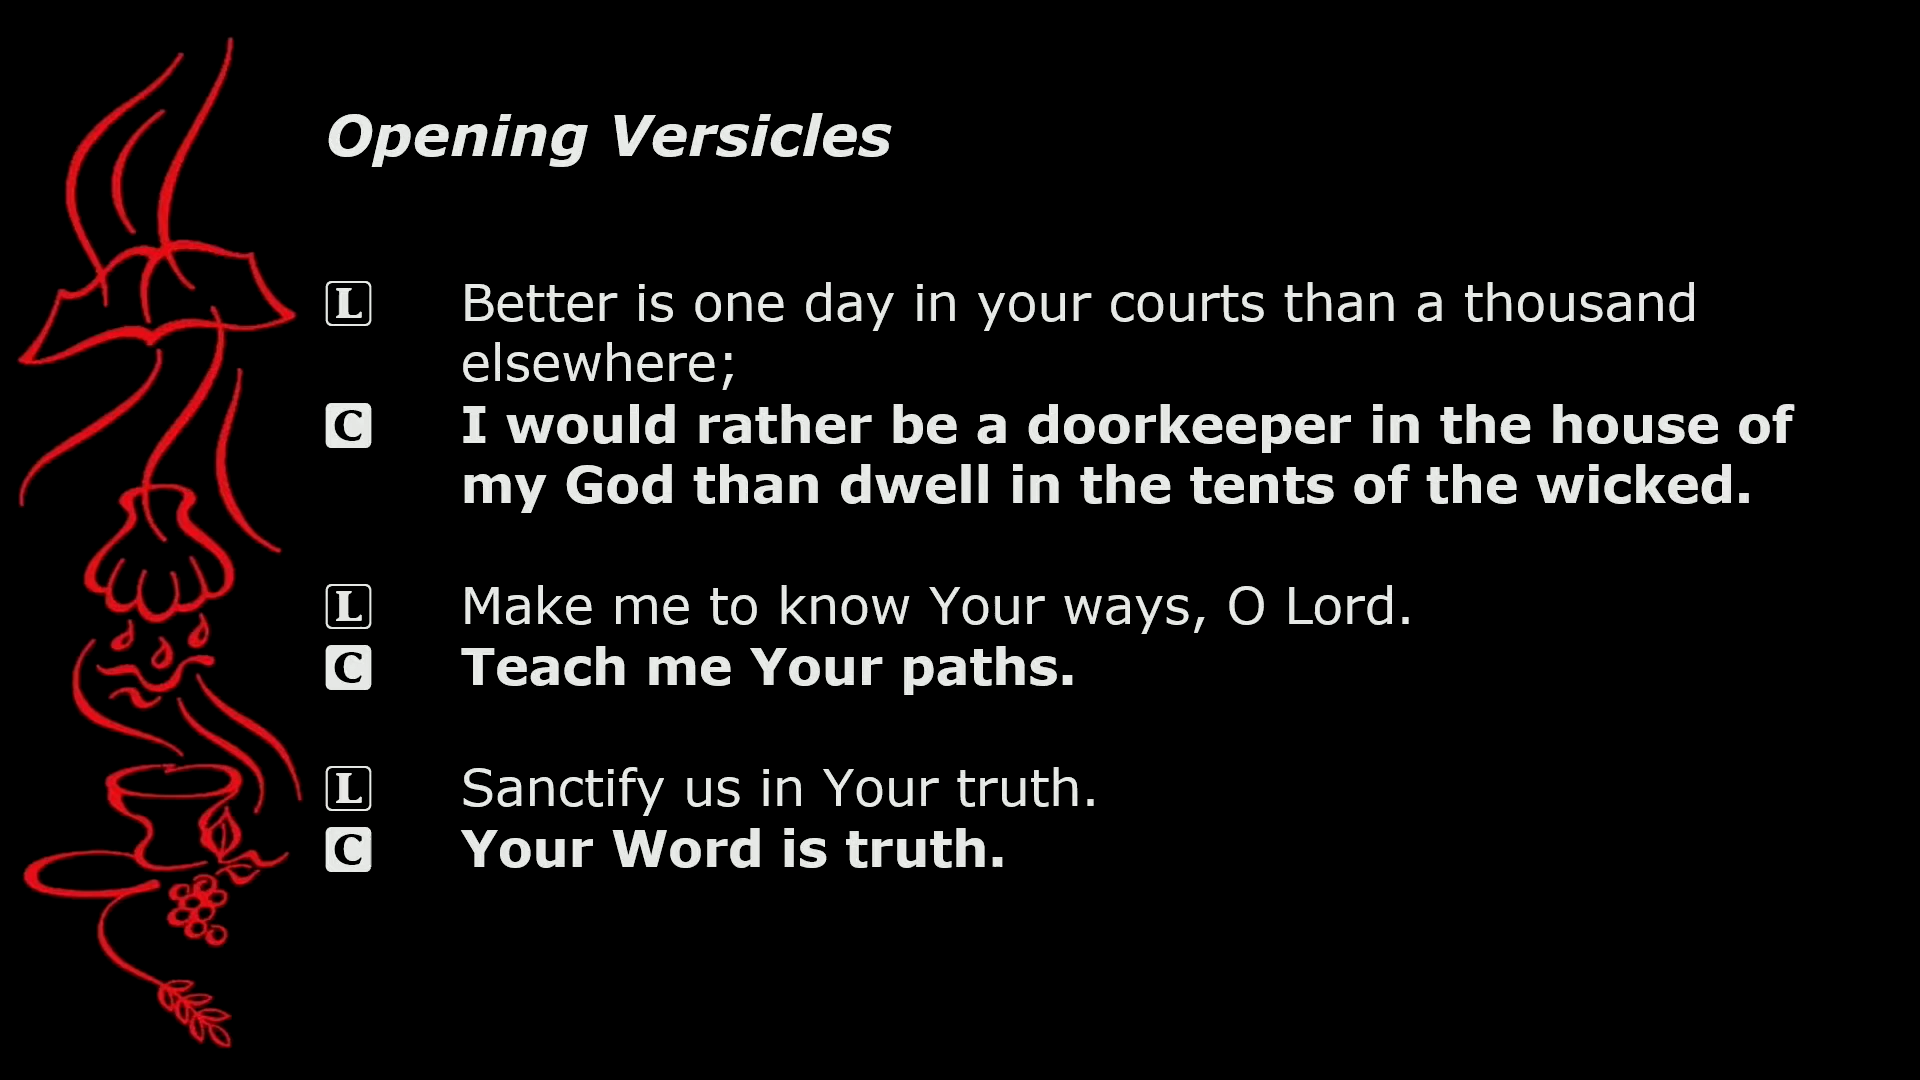 Opening Versicles
L Better is one day in your courts than a thousand
elsewhere;
C I would rather be a doorkeeper in the house of
my God than dwell in the tents of the wicked.
L Make me to know Your ways, O Lord.
C Teach me Your paths.
L Sanctify us in Your truth.
C Your Word is truth.